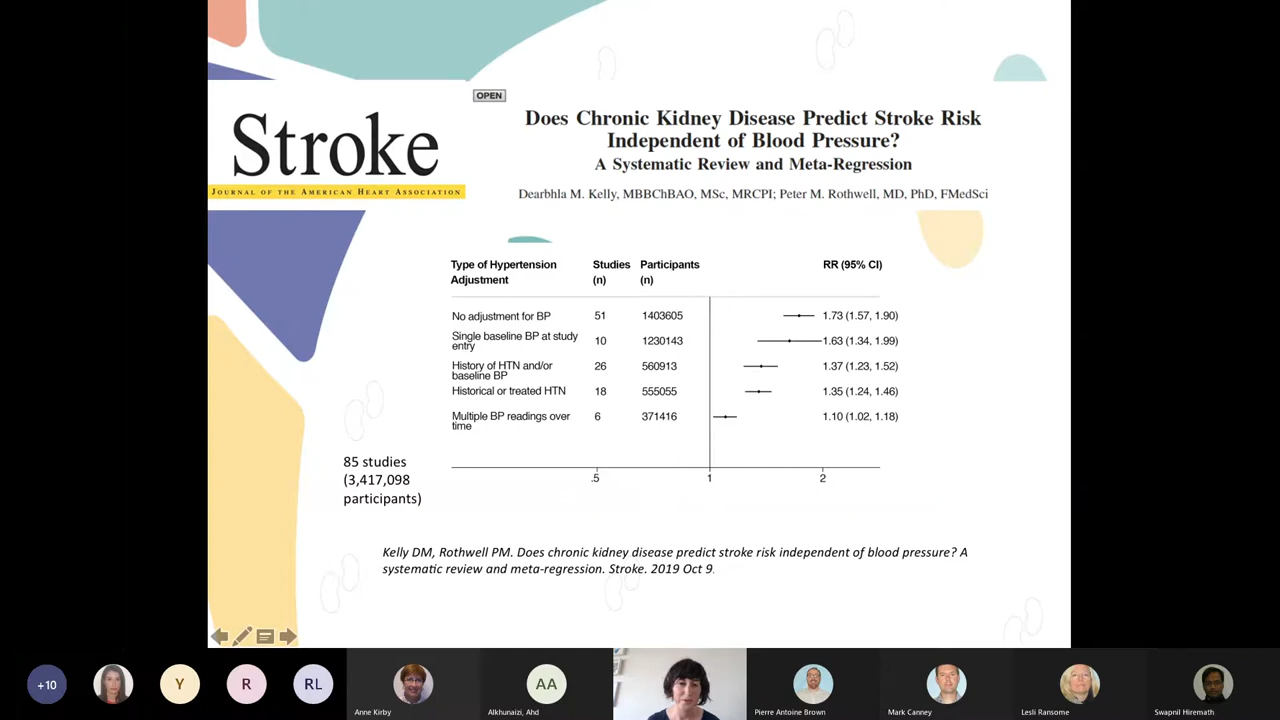 OPEN
Stroke
JOURNAL OF THE AMERICAN HEART ASSOCIATION
Does Chronic Kidney Disease Predict Stroke Risk
Independent of Blood Pressure?
A Systematic Review and Meta-Regression
Dearbhla M. Kelly, MBBChBAO, MSc, MRCPI; Peter M. Rothwell, MD, PhD, FMedSci
Type of Hypertension Studies Participants RR (95% CI)
Adjustment (n) (n)
No adjustment for BP 51 1403605 1.73 (1.57, 1.90)
Single baseline BP at study
entry 10 1230143 1.63 (1.34, 1.99)
History of HTN and/or
baseline BP 26 560913 1.37 (1.23, 1.52)
Historical or treated HTN 18 555055 1.35 (1.24, 1.46)
Multiple BP readings over
time 6 371416 1.10 (1.02, 1.18)
.5 1 2
85 studies
(3,417,098
participants)
Kelly DM, Rothwell PM. Does chronic kidney disease predict stroke risk independent of blood pressure? A
systematic review and meta-regression. Stroke. 2019 Oct 9.
+10 Y R RL AA
Anne Kirby Alkhunaizi, Ahd Pierre Antoine Brown Mark Canney Lesli Ransome Swapnil Hiremath